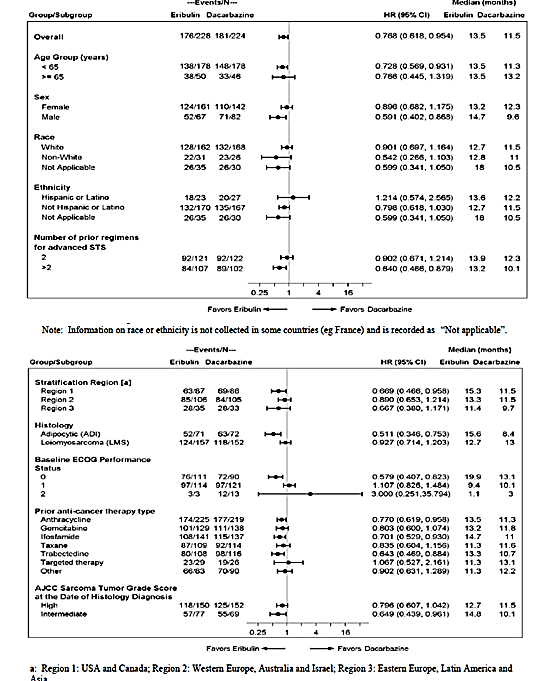 ---Events/N--- Median (months)
Group/Subgroup Eribulin Dacarbazine HR (95% CI) Eribulin Dacarbazine
Overall 176/228 181/224 0.768 (0.618, 0.954) 13.5 11.5
Age Group (years)
< 65 138/178 148/178 0.728 (0.569, 0.931) 13.5 11.3
>= 65 38/50 33/46 0.766 (0.445, 1.319) 13.5 13.2
Sex
Female 124/161 110/142 0.896 (0.682, 1.175) 13.2 12.3
Male 52/67 71/82 0.591 (0.402, 0.868) 14.7 9.6
Race
White 128/162 132/168 0.901 (0.697, 1.164) 12.7 11.5
Non-White 22/31 23/26 0.542 (0.266, 1.103) 12.8 11
Not Applicable 26/35 26/30 0.599 (0.341, 1.050) 18 10.5
Ethnicity
Hispanic or Latino 18/23 20/27 1.214 (0.574, 2.565) 13.6 12.2
Not Hispanic or Latino 132/170 135/167 0.798 (0.618, 1.030) 12.7 11.5
Not Applicable 26/35 26/30 0.599 (0.341, 1.050) 18 10.5
Number of prior regimens
for advanced STS
2 92/121 92/122 0.902 (0.671, 1.214) 13.9 12.3
>2 84/107 89/102 0.640 (0.466, 0.879) 13.2 10.1
0.25 1 4 16
Favors Eribulin Favors Dacarbazine
Note: Information on race or ethnicity is not collected in some countries (eg France) and is recorded as “Not applicable”.
---Events/N--- Median (months)
Group/Subgroup Eribulin Dacarbazine HR (95% CI) Eribulin Dacarbazine
Stratification Region [a]
Region 1 63/87 69/86 0.669 (0.466, 0.958) 15.3 11.5
Region 2 85/106 84/105 0.890 (0.653, 1.214) 13.3 11.5
Region 3 28/35 28/33 0.667 (0.380, 1.171) 11.4 9.7
Histology
Adipocytic (ADI) 52/71 63/72 0.511 (0.346, 0.753) 15.6 8.4
Leiomyosarcoma (LMS) 124/157 118/152 0.927 (0.714, 1.203) 12.7 13
Baseline ECOG Performance
Status
0 76/111 72/90 0.579 (0.407, 0.823) 19.9 13.1
1 97/114 97/121 1.107 (0.826, 1.484) 9.4 10.1
2 3/3 12/13 3.000 (0.251,35.794) 1.1 3
Prior anti-cancer therapy type
Anthracycline 174/225 177/219 0.770 (0.619, 0.958) 13.5 11.3
Gemcitabine 101/129 111/138 0.803 (0.600, 1.074) 13.2 11.8
Ifosfamide 108/141 115/137 0.701 (0.529, 0.930) 14.7 11
Taxane 87/109 92/114 0.835 (0.604, 1.156) 11.3 11.6
Trabectedine 80/108 98/116 0.643 (0.469, 0.884) 13.3 10.7
Targeted therapy 23/29 19/26 1.067 (0.527, 2.161) 11.3 13.1
Other 66/83 70/90 0.902 (0.631, 1.289) 11.3 12.2
AJCC Sarcoma Tumor Grade Score
at the Date of Histology Diagnosis
High 118/150 125/152 0.796 (0.607, 1.042) 12.7 11.5
Intermediate 57/77 55/69 0.649 (0.439, 0.961) 14.8 10.1
0.25 1 4 16
Favors Eribulin Favors Dacarbazine
a: Region 1: USA and Canada; Region 2: Western Europe, Australia and Israel; Region 3: Eastern Europe, Latin America and
Asia